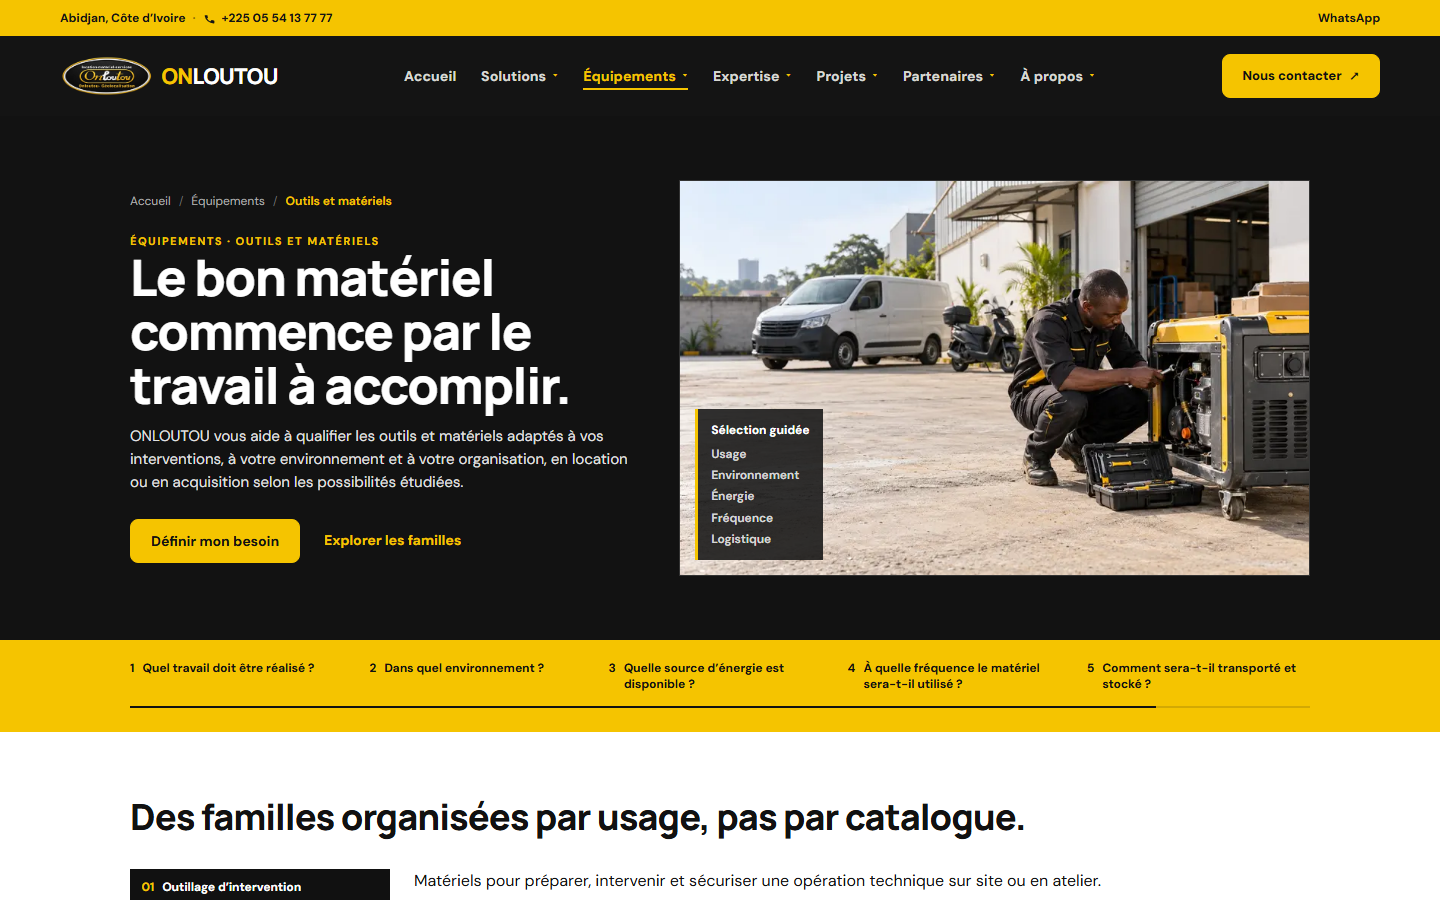 Abidjan, Côte d’Ivoire · +225 05 54 13 77 77
WhatsApp
OnLoutou
ONLOUTOU
Accueil
Solutions
Équipements
Expertise
Projets
Partenaires
À propos
Nous contacter ↗
Accueil / Équipements / Outils et matériels
ÉQUIPEMENTS · OUTILS ET MATÉRIELS
Le bon matériel
commence par le
travail à accomplir.
ONLOUTOU vous aide à qualifier les outils et matériels adaptés à vos
interventions, à votre environnement et à votre organisation, en location
ou en acquisition selon les possibilités étudiées.
Définir mon besoin
Explorer les familles
Sélection guidée
Usage
Environnement
Énergie
Fréquence
Logistique
1 Quel travail doit être réalisé ?
2 Dans quel environnement ?
3 Quelle source d’énergie est
disponible ?
4 À quelle fréquence le matériel
sera-t-il utilisé ?
5 Comment sera-t-il transporté et
stocké ?
Des familles organisées par usage, pas par catalogue.
01 Outillage d’intervention
Matériels pour préparer, intervenir et sécuriser une opération technique sur site ou en atelier.